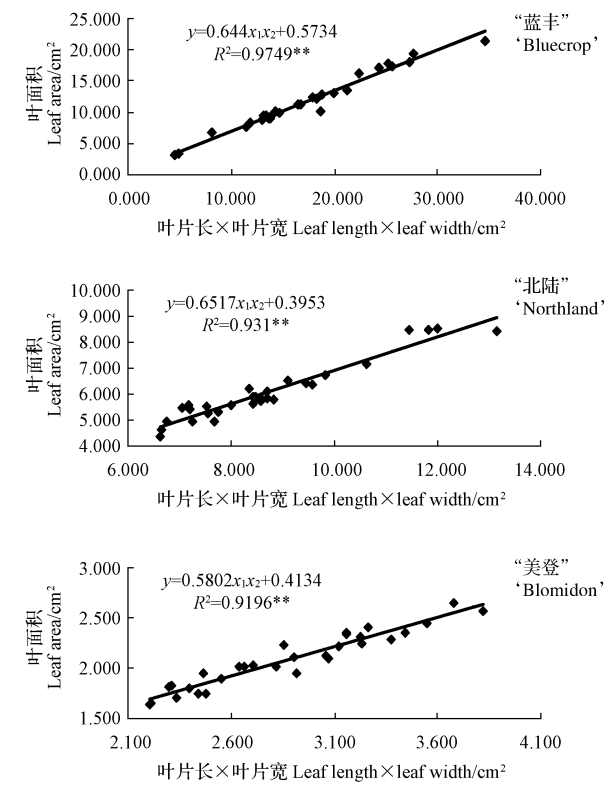 25.000
20.000
15.000
10.000
5.000
0.000
叶面积
Leaf area/cm²
y=0.644x₁x₂+0.5734
R²=0.9749**
“蓝丰”
‘Bluecrop’
0.000 10.000 20.000 30.000 40.000
叶片长×叶片宽 Leaf length×leaf width/cm²
10.000
9.000
8.000
7.000
6.000
5.000
4.000
叶面积
Leaf area/cm²
y=0.6517x₁x₂+0.3953
R²=0.931**
“北陆”
‘Northland’
6.000 8.000 10.000 12.000 14.000
叶片长×叶片宽 Leaf length×leaf width/cm²
3.000
2.500
2.000
1.500
叶面积
Leaf area/cm²
y=0.5802x₁x₂+0.4134
R²=0.9196**
“美登”
‘Blomidon’
2.100 2.600 3.100 3.600 4.100
叶片长×叶片宽 Leaf length×leaf width/cm²